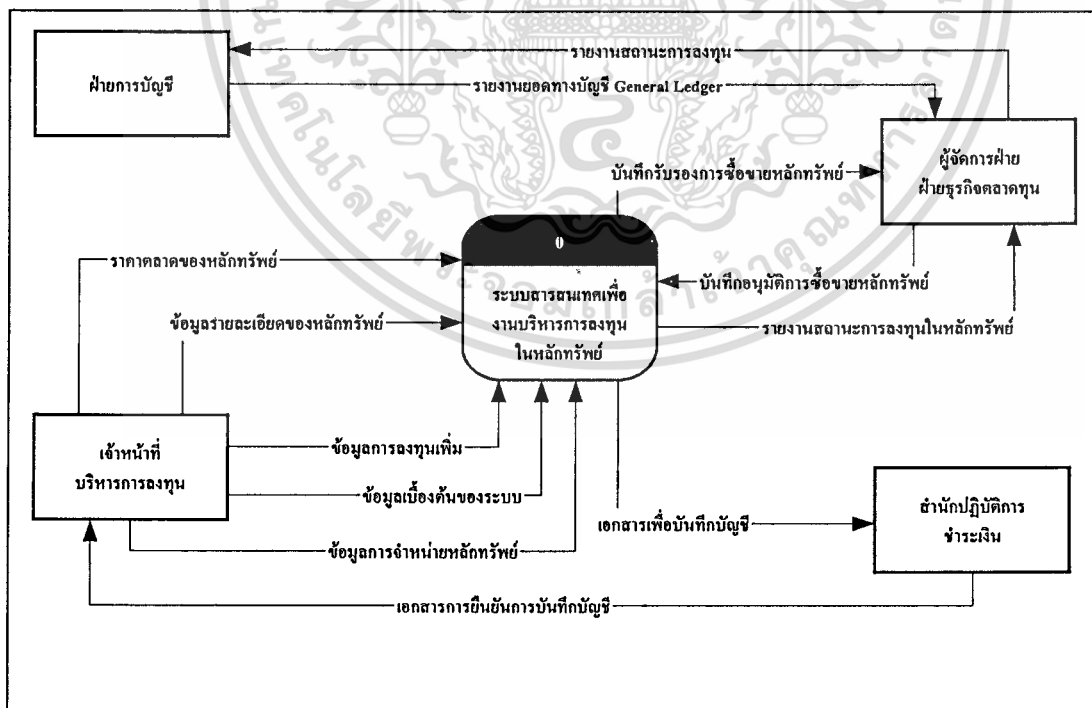 รายงานสถานะการลงทุน
ฝ่ายการบัญชี
รายงานยอดทางบัญชี General Ledger
ผู้จัดการฝ่าย
ฝ่ายธุรกิจตลาดทุน
บันทึกรับรองการซื้อขายหลักทรัพย์
0
ราคาตลาดของหลักทรัพย์
บันทึกอนุมัติการซื้อขายหลักทรัพย์
ระบบสารสนเทศเพื่อ
งานบริหารการลงทุน
ในหลักทรัพย์
ข้อมูลรายละเอียดของหลักทรัพย์
รายงานสถานะการลงทุนในหลักทรัพย์
เจ้าหน้าที่
บริหารการลงทุน
ข้อมูลการลงทุนเพิ่ม
ข้อมูลเบื้องต้นของระบบ
ข้อมูลการจำหน่ายหลักทรัพย์
เอกสารเพื่อบันทึกบัญชี
สำนักปฏิบัติการ
ชำระเงิน
เอกสารการยืนยันการบันทึกบัญชี